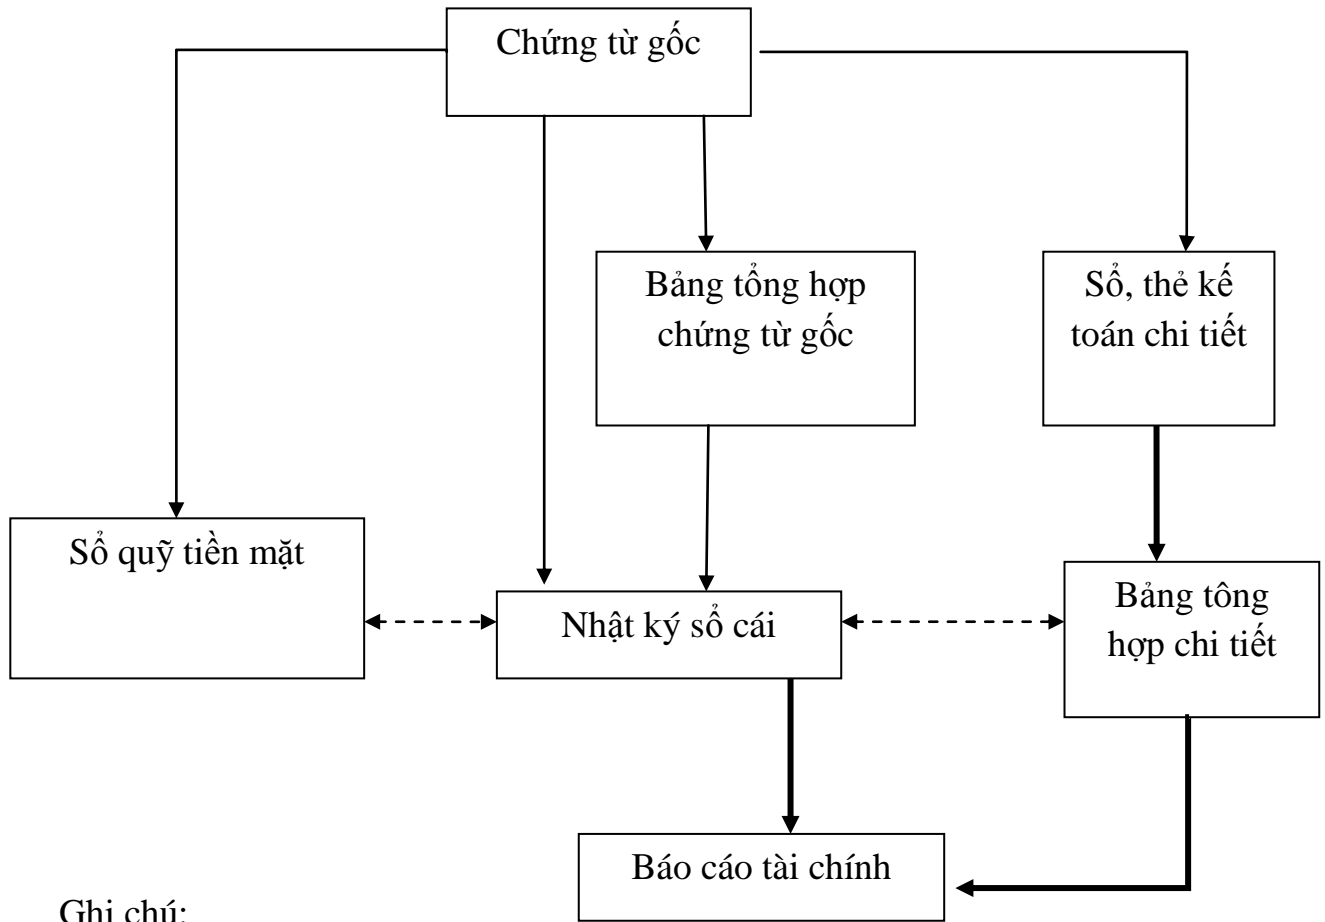 Chứng từ gốc
Bảng tổng hợp
chứng từ gốc
Sổ, thẻ kế
toán chi tiết
Sổ quỹ tiền mặt
Nhật ký sổ cái
Bảng tông
hợp chi tiết
Báo cáo tài chính
Ghi chú: